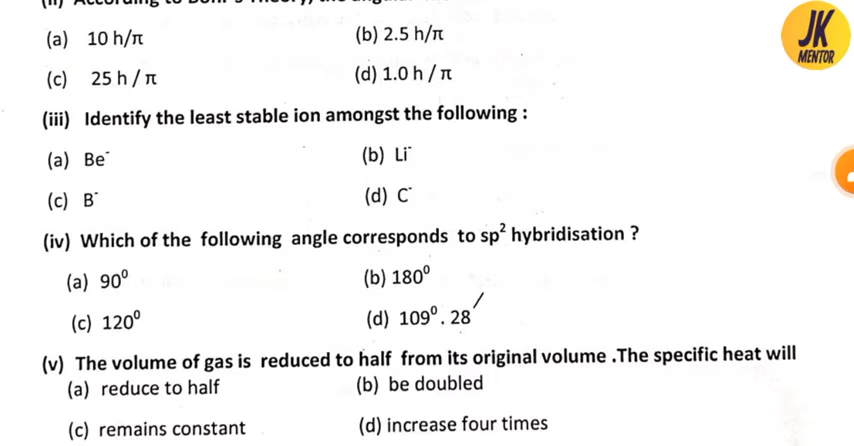 (a) 10 h/π (b) 2.5 h/π
JK
MENTOR
(c) 25 h / π (d) 1.0 h / π
(iii) Identify the least stable ion amongst the following :
(a) Be⁻ (b) Li⁻
(c) B⁻ (d) C⁻
(iv) Which of the following angle corresponds to sp² hybridisation ?
(a) 90⁰ (b) 180⁰
(c) 120⁰ (d) 109⁰. 28′
(v) The volume of gas is reduced to half from its original volume .The specific heat will
(a) reduce to half (b) be doubled
(c) remains constant (d) increase four times